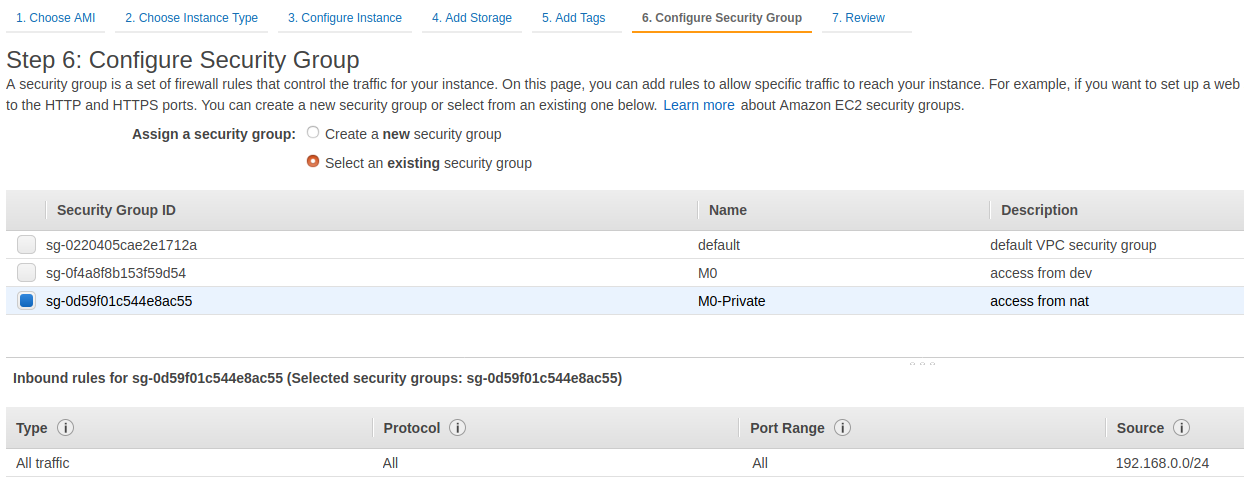 1. Choose AMI 2. Choose Instance Type 3. Configure Instance 4. Add Storage 5. Add Tags 6. Configure Security Group 7. Review
Step 6: Configure Security Group
A security group is a set of firewall rules that control the traffic for your instance. On this page, you can add rules to allow specific traffic to reach your instance. For example, if you want to set up a web
to the HTTP and HTTPS ports. You can create a new security group or select from an existing one below. Learn more about Amazon EC2 security groups.
Assign a security group: Create a new security group
Select an existing security group
Security Group ID Name Description
sg-0220405cae2e1712a default default VPC security group
sg-0f4a8f8b153f59d54 M0 access from dev
sg-0d59f01c544e8ac55 M0-Private access from nat
Inbound rules for sg-0d59f01c544e8ac55 (Selected security groups: sg-0d59f01c544e8ac55)
Type i Protocol i Port Range i Source i
All traffic All All 192.168.0.0/24